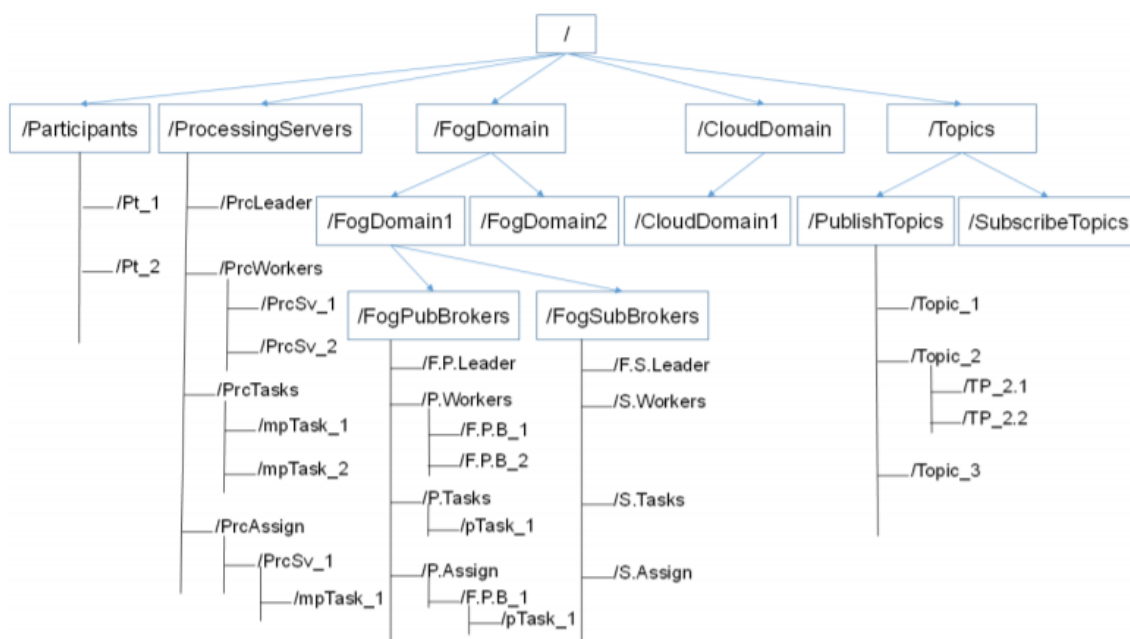 /
/Participants
/ProcessingServers
/FogDomain
/CloudDomain
/Topics
/Pt_1
/Pt_2
/PrcLeader
/PrcWorkers
/PrcSv_1
/PrcSv_2
/PrcTasks
/mpTask_1
/mpTask_2
/PrcAssign
/PrcSv_1
/mpTask_1
/FogDomain1
/FogDomain2
/CloudDomain1
/PublishTopics
/SubscribeTopics
/FogPubBrokers
/FogSubBrokers
/F.P.Leader
/P.Workers
/F.P.B_1
/F.P.B_2
/P.Tasks
/pTask_1
/P.Assign
/F.P.B_1
/pTask_1
/F.S.Leader
/S.Workers
/S.Tasks
/S.Assign
/Topic_1
/Topic_2
/TP_2.1
/TP_2.2
/Topic_3